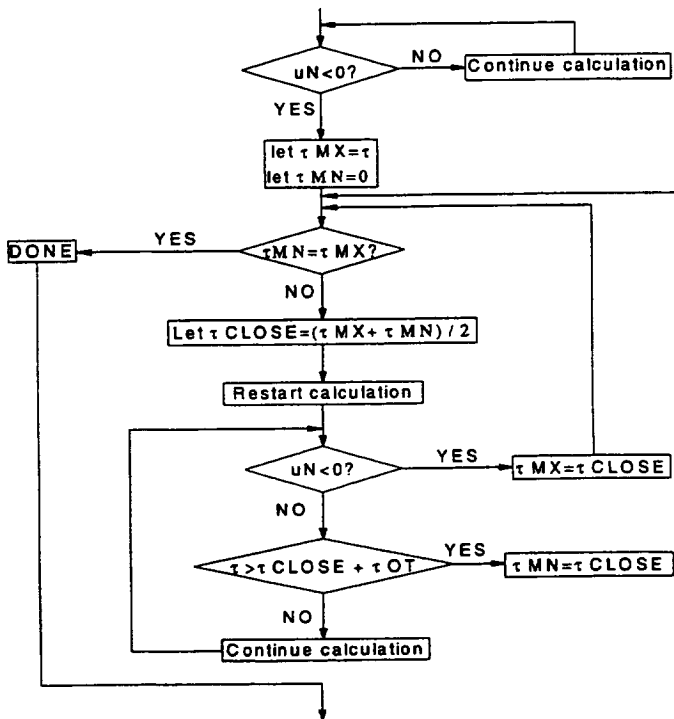 uN<0?
NO
Continue calculation
YES
let τ MX=τ
let τ MN=0
YES
DONE
τMN=τ MX?
NO
Let τ CLOSE=(τ MX+ τ MN) / 2
Restart calculation
uN<0?
YES
τ MX=τ CLOSE
NO
τ>τ CLOSE + τ OT
YES
τ MN=τ CLOSE
NO
Continue calculation